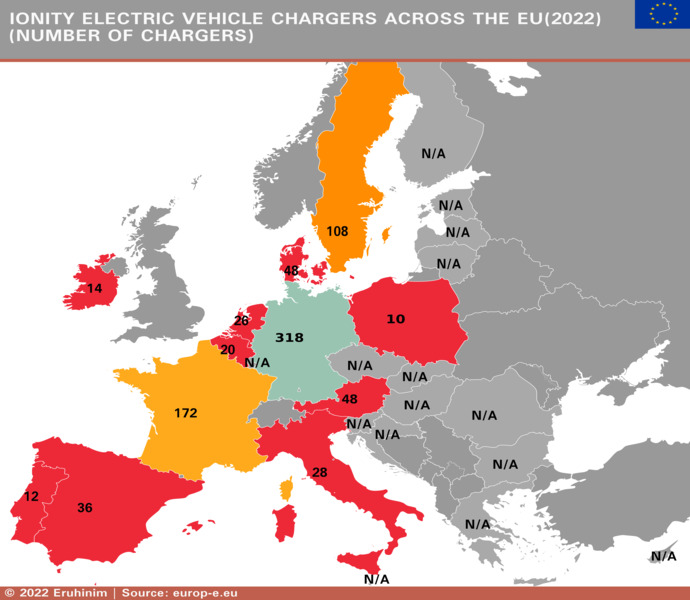 IONITY ELECTRIC VEHICLE CHARGERS ACROSS THE EU(2022)
(NUMBER OF CHARGERS)
N/A
N/A
108
N/A
N/A
48
14
26
10
318
20
N/A
N/A
N/A
48
N/A
172
N/A
N/A
N/A
N/A
28
12
36
N/A
N/A
N/A
© 2022 Eruhinim | Source: europ-e.eu